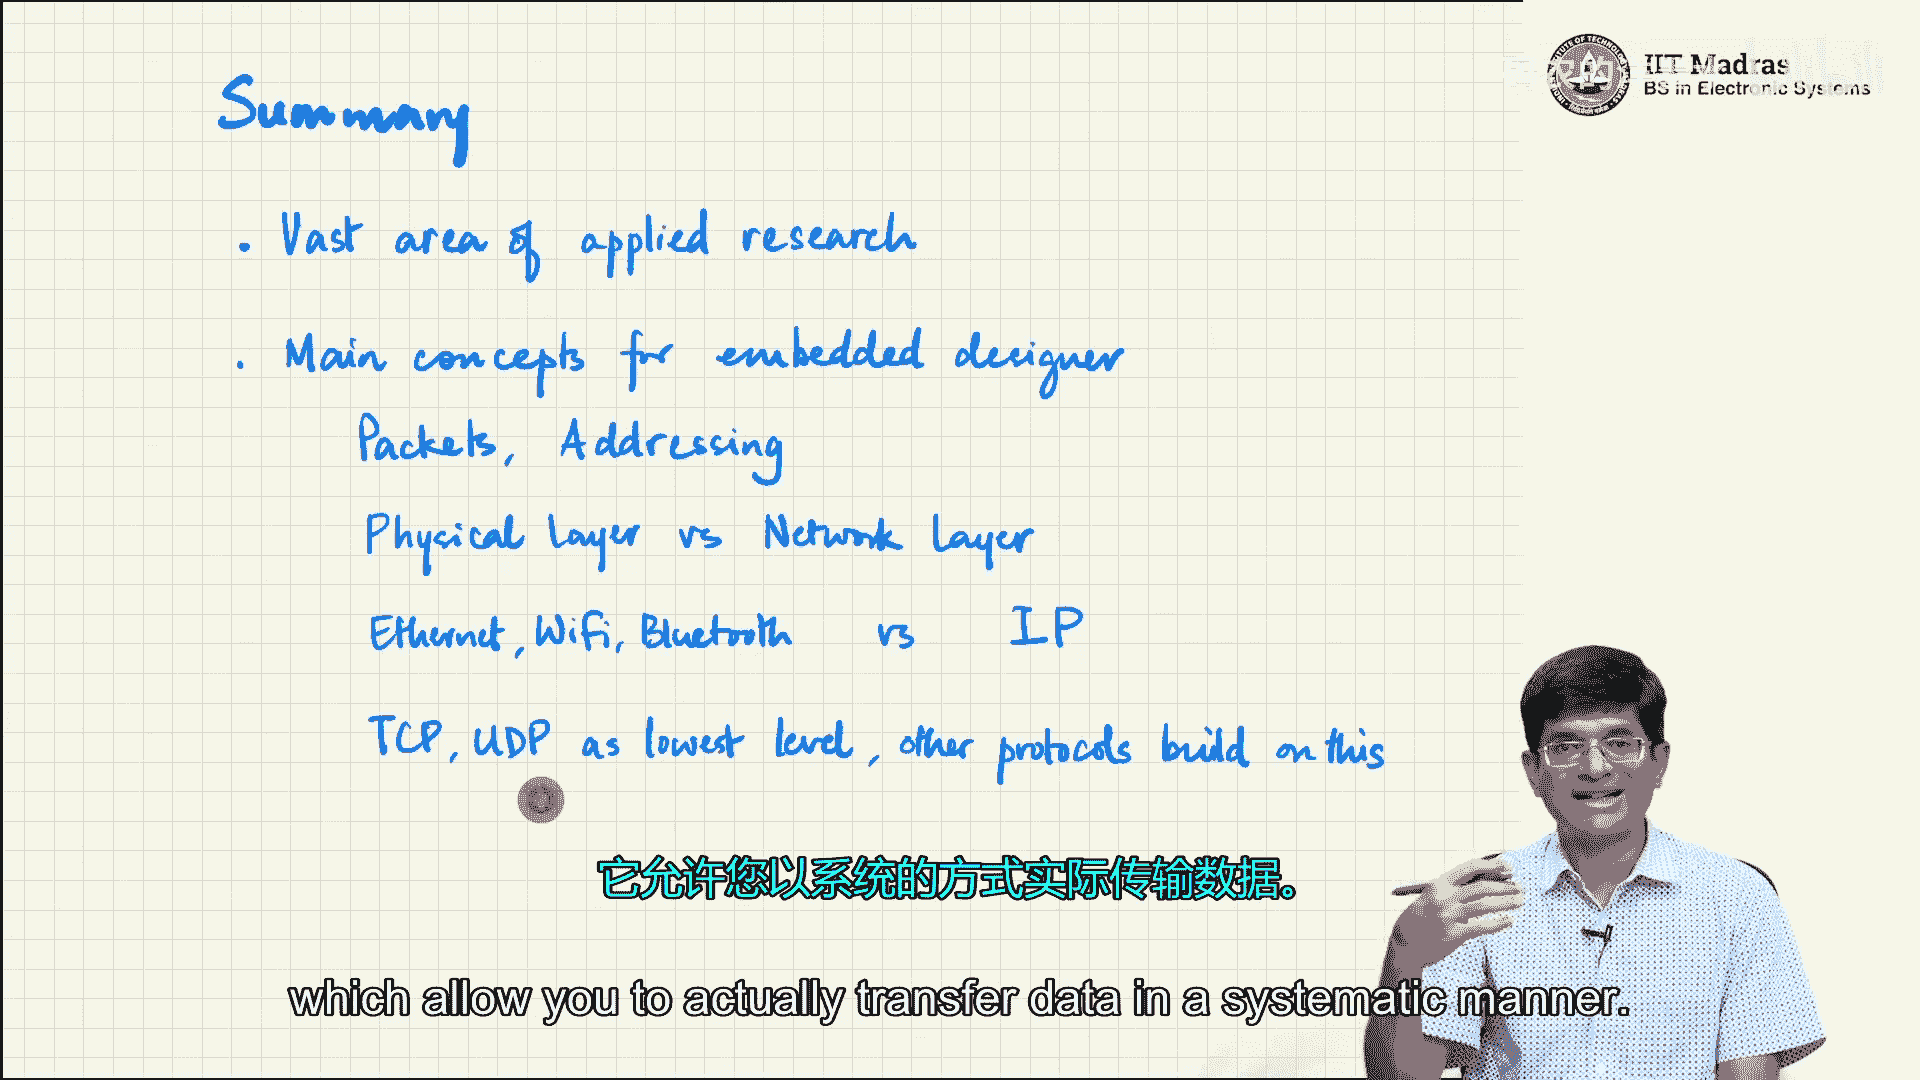 Summary
IIT Madras
BS in Electronic Systems
. Vast area of applied research
. Main concepts for embedded designer
Packets, Addressing
Physical Layer vs Network Layer
Ethernet, WiFi, Bluetooth vs IP
TCP, UDP as lowest level, other protocols build on this
它允许您以系统的方式实际传输数据。
which allow you to actually transfer data in a systematic manner.